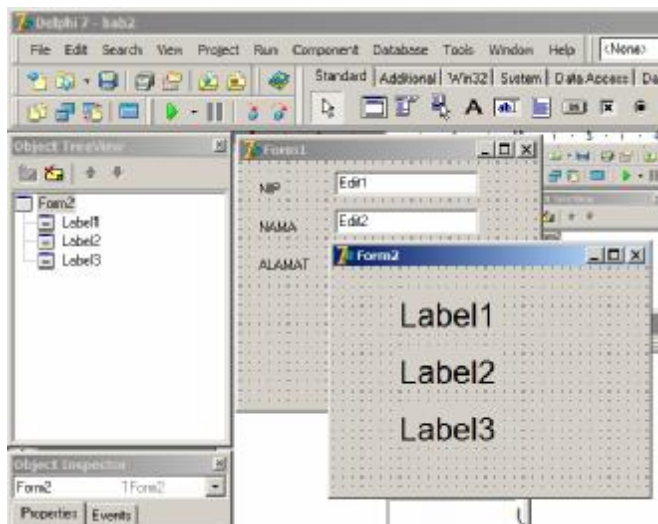 Delphi 7 - bab2
File Edit Search View Project Run Component Database Tools Window Help <None>
Standard Additional Win32 System Data Access Da
Object TreeView
Form2
Label1
Label2
Label3
Form1
NIP Edit1
NAMA Edit2
ALAMAT
Form2
Label1
Label2
Label3
Object Inspector
Form2 TForm2
Properties Events